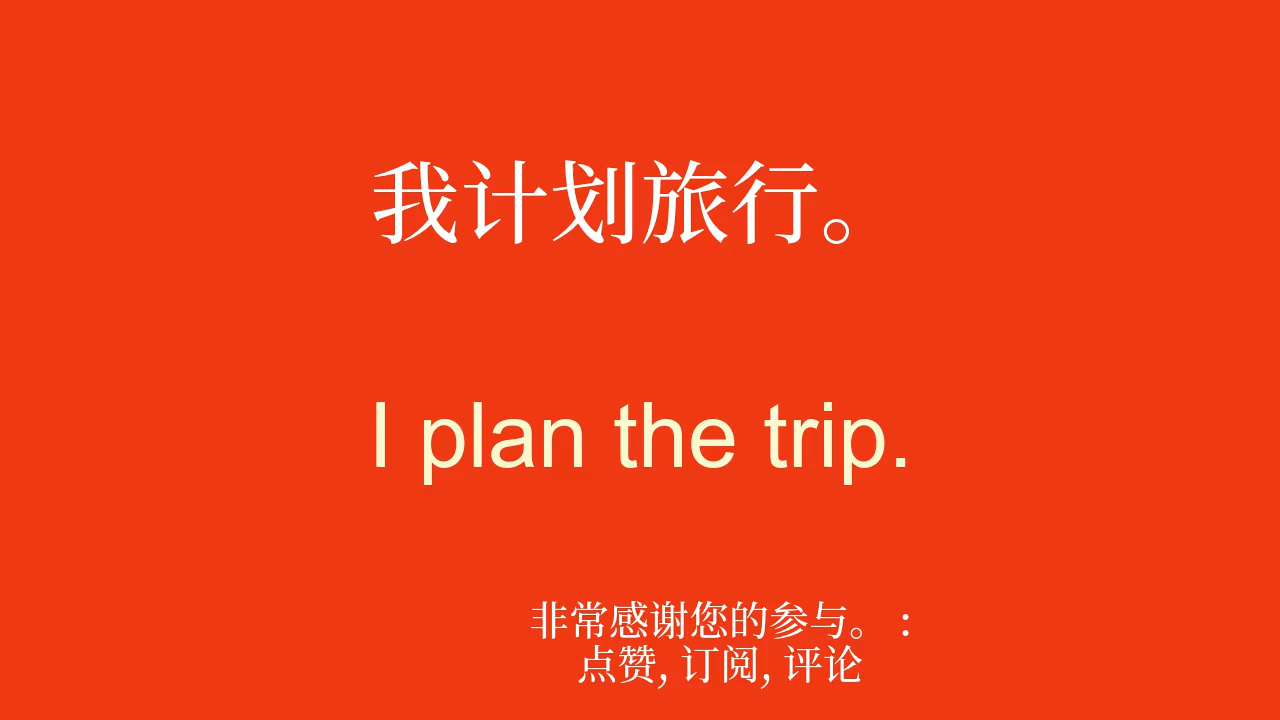 我计划旅行。
I plan the trip.
非常感谢您的参与。 :
点赞, 订阅, 评论